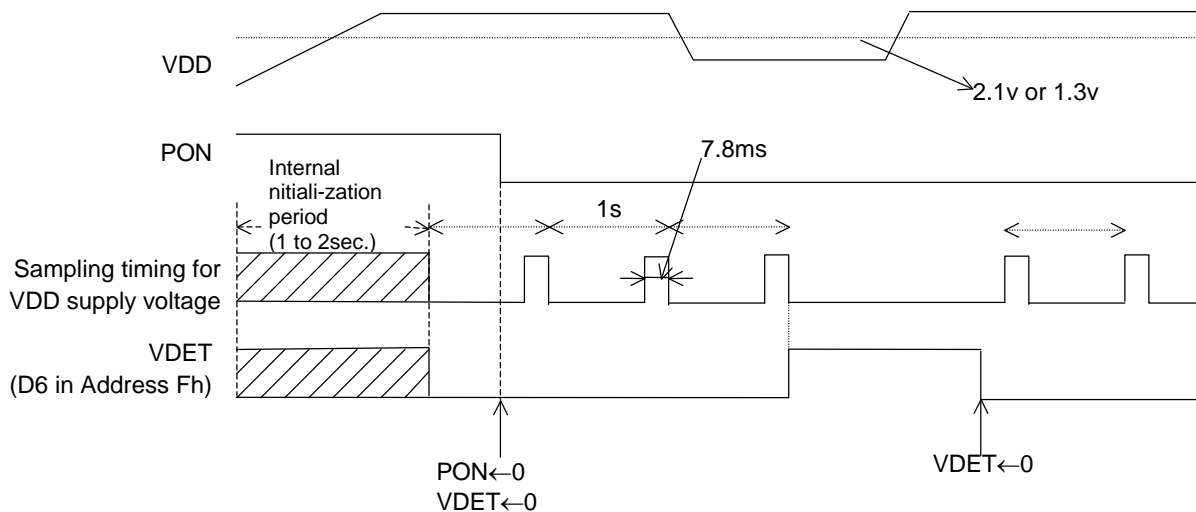 VDD
2.1v or 1.3v
PON
7.8ms
Internal
nitiali-zation
period
(1 to 2sec.)
1s
Sampling timing for
VDD supply voltage
VDET
(D6 in Address Fh)
PON←0
VDET←0
VDET←0